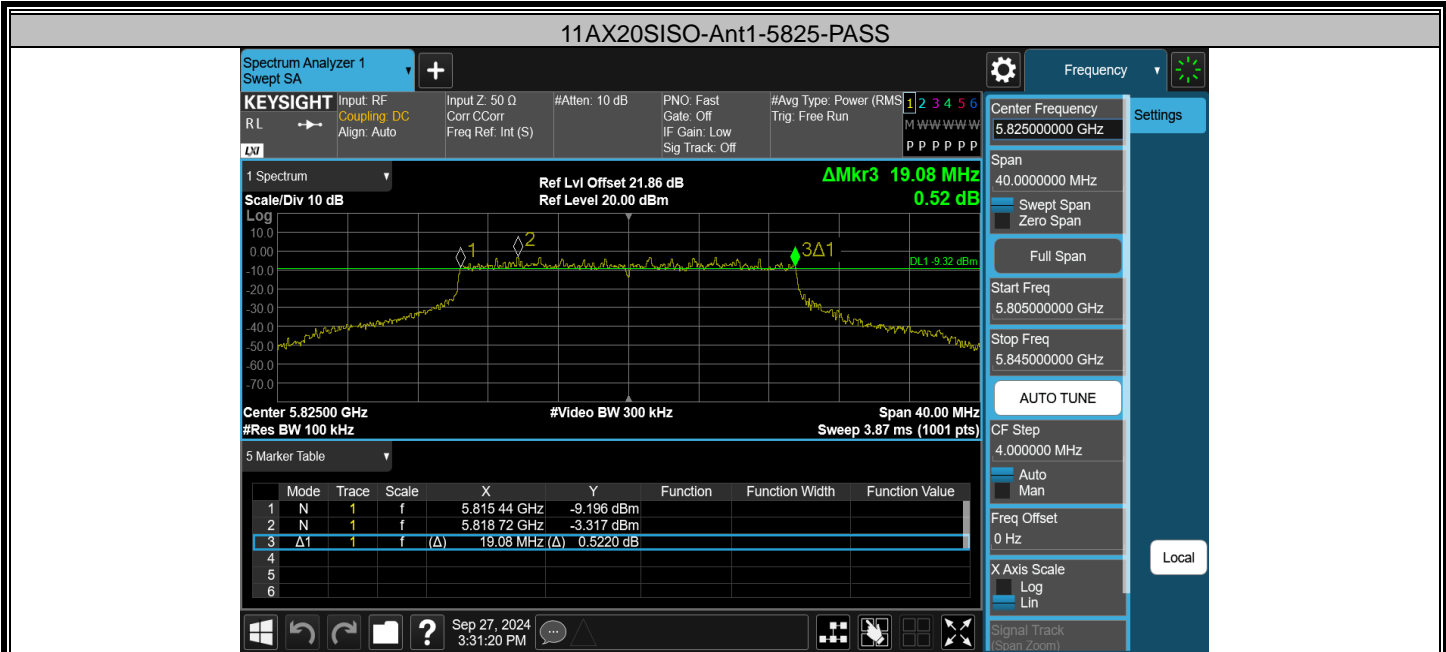 11AX20SISO-Ant1-5825-PASS
Spectrum Analyzer 1
Swept SA
Frequency
KEYSIGHT
RL
LXI
Input: RF
Coupling: DC
Align: Auto
Input Z: 50 Ω
Corr CCorr
Freq Ref: Int (S)
#Atten: 10 dB
PNO: Fast
Gate: Off
IF Gain: Low
Sig Track: Off
#Avg Type: Power (RMS
Trig: Free Run
1 2 3 4 5 6
M W W W W W
P P P P P P
1 Spectrum
Scale/Div 10 dB
Ref Lvl Offset 21.86 dB
Ref Level 20.00 dBm
ΔMkr3 19.08 MHz
0.52 dB
Log
10.0
0.00
-10.0
-20.0
-30.0
-40.0
-50.0
-60.0
-70.0
1
2
3Δ1
DL1 -9.32 dBm
Center 5.82500 GHz
#Video BW 300 kHz
Span 40.00 MHz
#Res BW 100 kHz
Sweep 3.87 ms (1001 pts)
5 Marker Table
Mode Trace Scale X Y Function Function Width Function Value
1 N 1 f 5.815 44 GHz -9.196 dBm
2 N 1 f 5.818 72 GHz -3.317 dBm
3 Δ1 1 f (Δ) 19.08 MHz (Δ) 0.5220 dB
4
5
6
Sep 27, 2024
3:31:20 PM
?
Center Frequency
5.825000000 GHz
Settings
Span
40.0000000 MHz
Swept Span
Zero Span
Full Span
Start Freq
5.805000000 GHz
Stop Freq
5.845000000 GHz
AUTO TUNE
CF Step
4.000000 MHz
Auto
Man
Freq Offset
0 Hz
X Axis Scale
Log
Lin
Local
Signal Track
(Span Zoom)